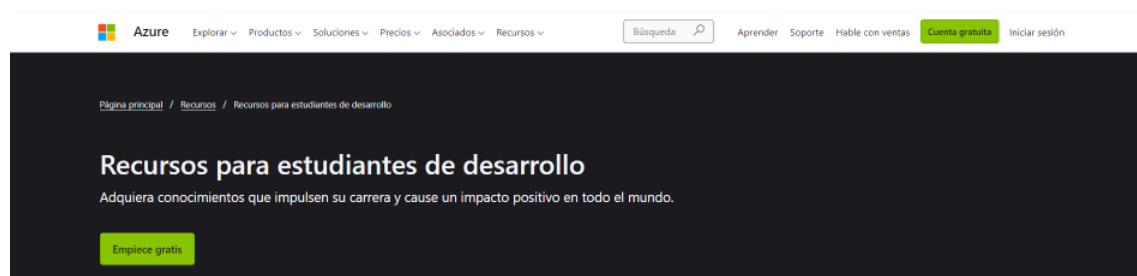 Azure Explorar Productos Soluciones Precios Asociados Recursos Búsqueda Aprender Soporte Hable con ventas Cuenta gratuita Iniciar sesión
Página principal / Recursos / Recursos para estudiantes de desarrollo
Recursos para estudiantes de desarrollo
Adquiera conocimientos que impulsen su carrera y cause un impacto positivo en todo el mundo.
Empiece gratis